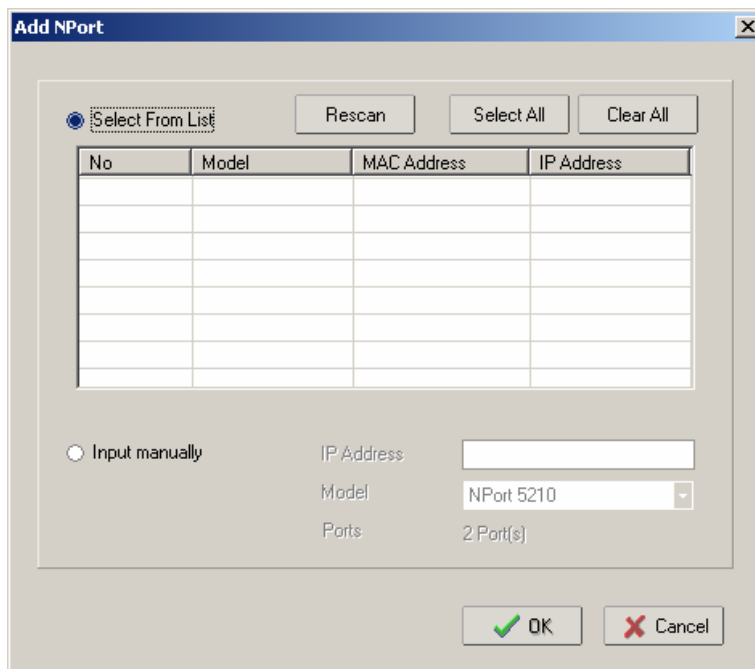 Add NPort
Select From List
Rescan
Select All
Clear All
No Model MAC Address IP Address
Input manually
IP Address
Model NPort 5210
Ports 2 Port(s)
OK
Cancel